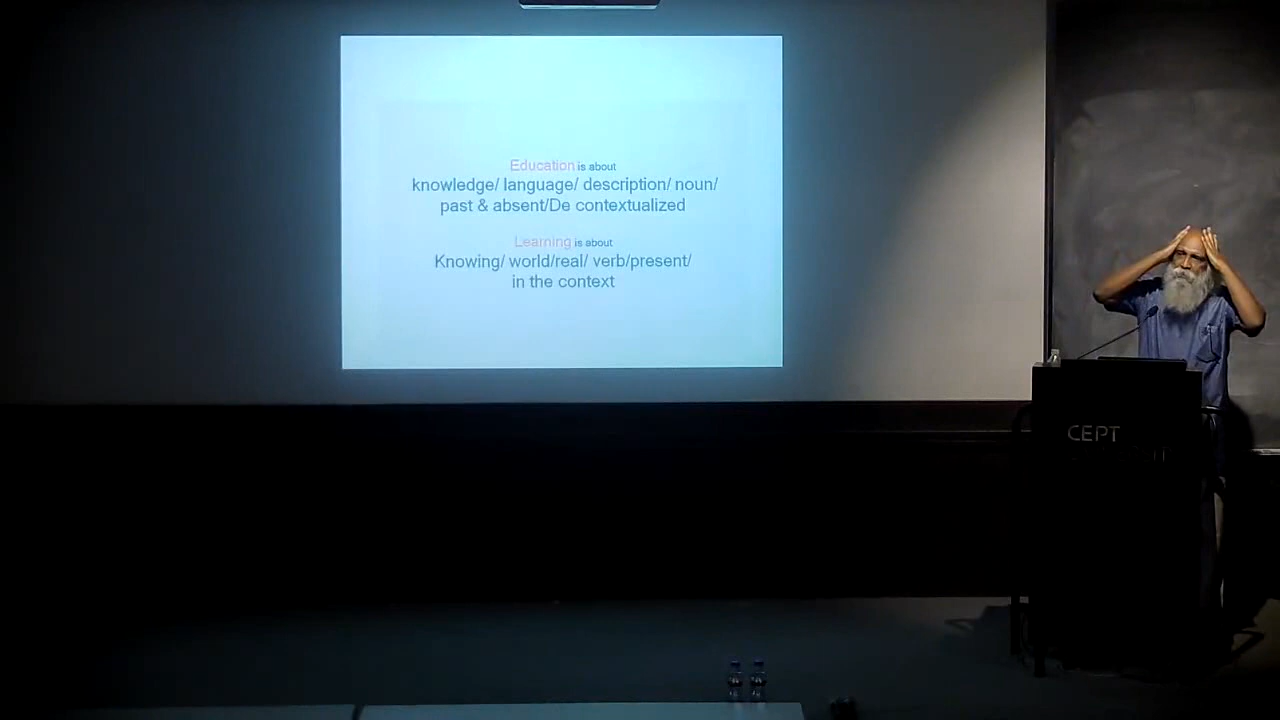 Education is about
knowledge/ language/ description/ noun/
past & absent/De contextualized
Learning is about
Knowing/ world/real/ verb/present/
in the context
CEPT